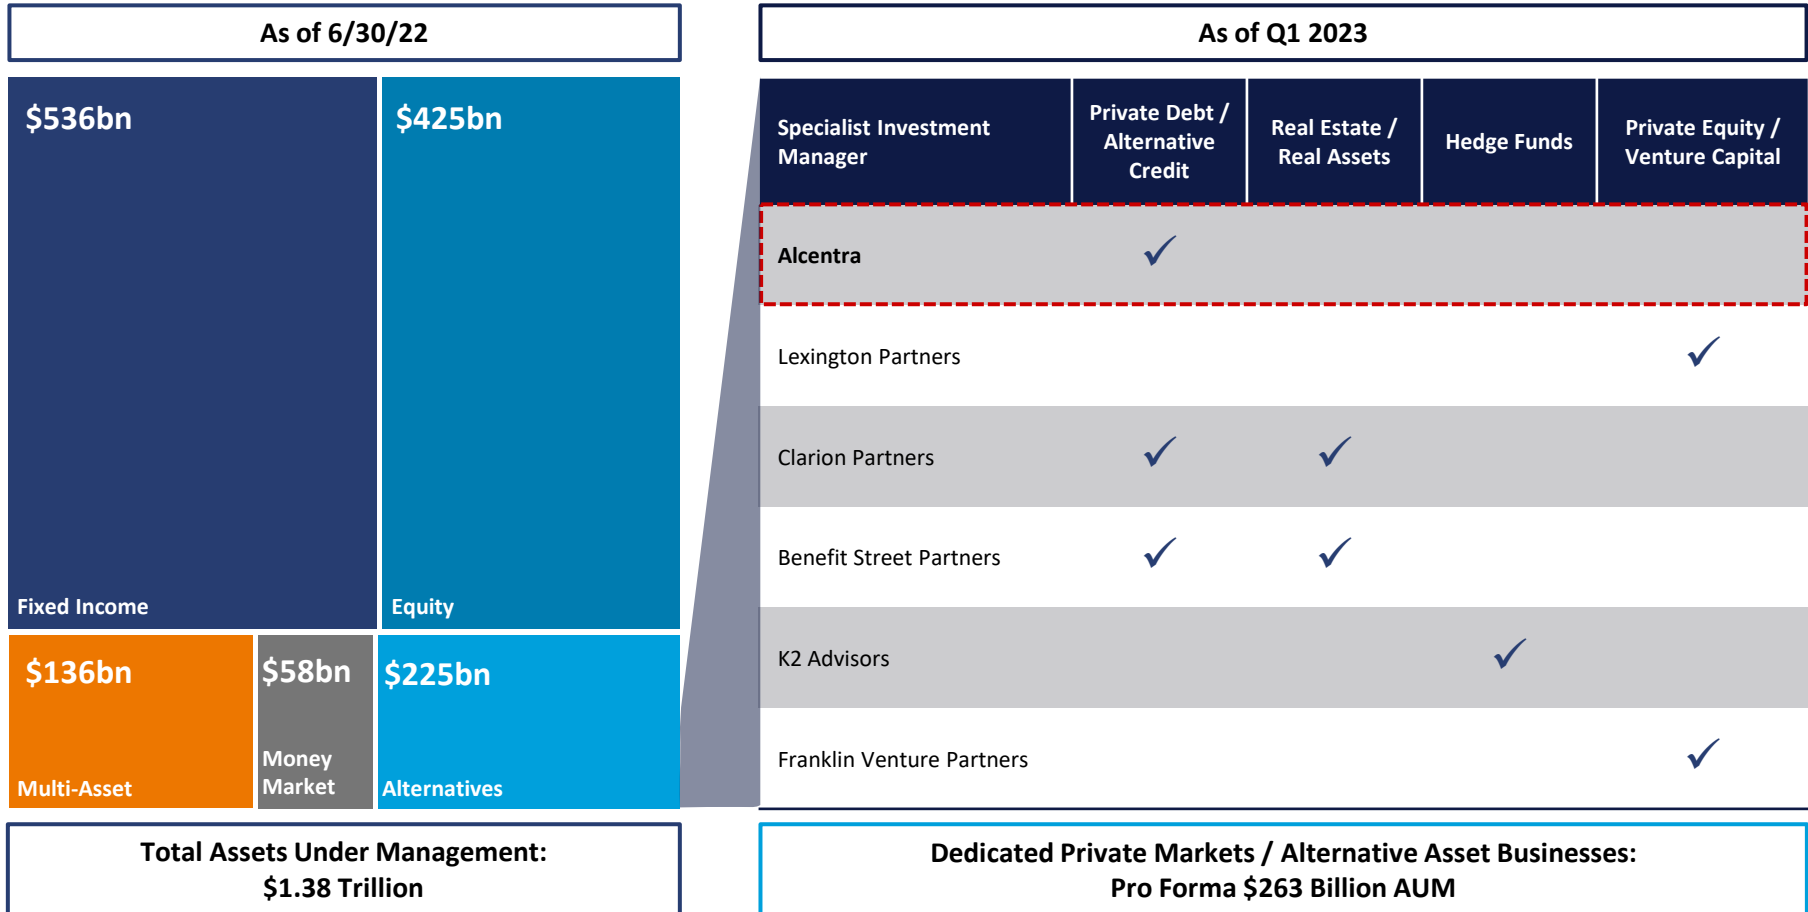 As of 6/30/22
$536bn
Fixed Income
$425bn
Equity
$136bn
Multi-Asset
$58bn
Money
Market
$225bn
Alternatives
Total Assets Under Management:
$1.38 Trillion
As of Q1 2023
Specialist Investment
Manager
Private Debt /
Alternative
Credit
Real Estate /
Real Assets
Hedge Funds
Private Equity /
Venture Capital
Alcentra
Lexington Partners
Clarion Partners
Benefit Street Partners
K2 Advisors
Franklin Venture Partners
Dedicated Private Markets / Alternative Asset Businesses:
Pro Forma $263 Billion AUM